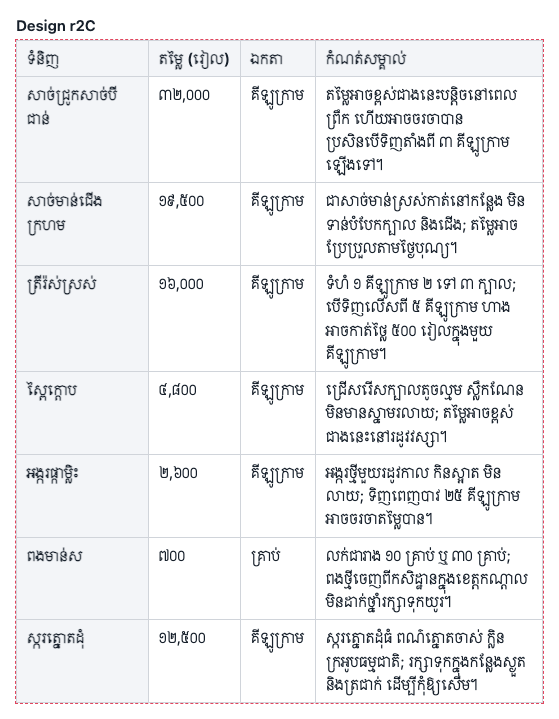 Design r2C
ទំនិញ តម្លៃ (រៀល) ឯកតា កំណត់សម្គាល់
សាច់ជ្រូកសាច់បី ៣២,០០០ គីឡូក្រាម តម្លៃអាចខ្ពស់ជាងនេះបន្តិចនៅពេល
ជាន់ ព្រឹក ហើយអាចចរចាបាន
ប្រសិនបើទិញតាំងពី ៣ គីឡូក្រាម
ឡើងទៅ។
សាច់មាន់ជើង ១៩,៥០០ គីឡូក្រាម ជាសាច់មាន់ស្រស់កាត់នៅកន្លែង មិន
ក្រហម ទាន់បំបែកក្បាល និងជើង; តម្លៃអាច
ប្រែប្រួលតាមថ្ងៃបុណ្យ។
ត្រីរ៉ស់ស្រស់ ១៦,០០០ គីឡូក្រាម ទំហំ ១ គីឡូក្រាម ២ ទៅ ៣ ក្បាល;
បើទិញលើសពី ៥ គីឡូក្រាម ហាង
អាចកាត់ថ្លៃ ៥០០ រៀលក្នុងមួយ
គីឡូក្រាម។
ស្ពៃក្តោប ៤,៨០០ គីឡូក្រាម ជ្រើសរើសក្បាលតូចល្មម ស្លឹកណែន
មិនមានស្នាមរលាយ; តម្លៃអាចខ្ពស់
ជាងនេះនៅរដូវវស្សា។
អង្ករផ្កាម្លិះ ២,៦០០ គីឡូក្រាម អង្ករថ្មីមួយរដូវកាល កិនស្អាត មិន
លាយ; ទិញពេញបាវ ២៥ គីឡូក្រាម
អាចចរចាតម្លៃបាន។
ពងមាន់ស ៧០០ គ្រាប់ លក់ជារាង ១០ គ្រាប់ ឬ ៣០ គ្រាប់;
ពងថ្មីចេញពីកសិដ្ឋានក្នុងខេត្តកណ្តាល
មិនដាក់ថ្នាំរក្សាទុកយូរ។
ស្ករត្នោតដុំ ១២,៥០០ គីឡូក្រាម ស្ករត្នោតដុំធំ ពណ៌ត្នោតចាស់ ក្លិន
ក្រអូបធម្មជាតិ; រក្សាទុកក្នុងកន្លែងស្ងួត
និងត្រជាក់ ដើម្បីកុំឱ្យសើម។